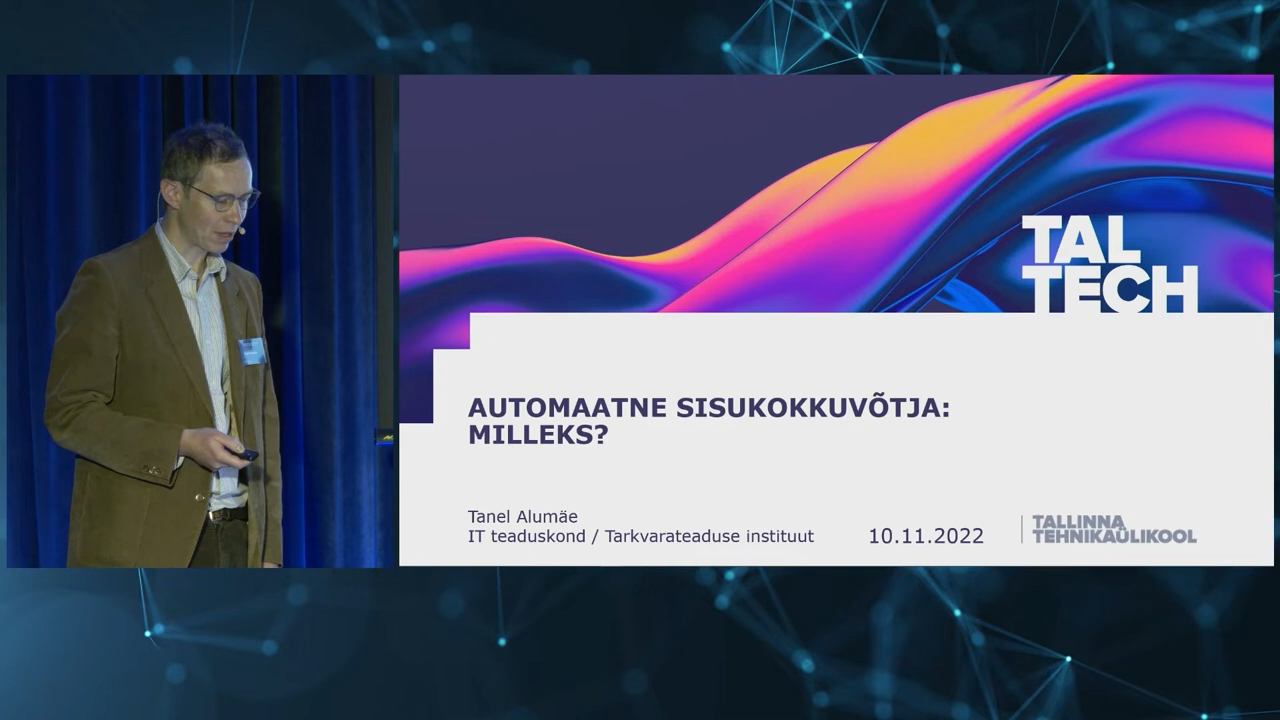 TAL
TECH
AUTOMAATNE SISUKOKKUVÕTJA:
MILLEKS?
Tanel Alumäe
IT teaduskond / Tarkvarateaduse instituut
10.11.2022
TALLINNA
TEHNIKAÜLIKOOL